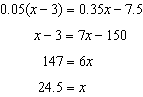 0.05(x − 3) = 0.35x − 7.5
x − 3 = 7x − 150
147 = 6x
24.5 = x